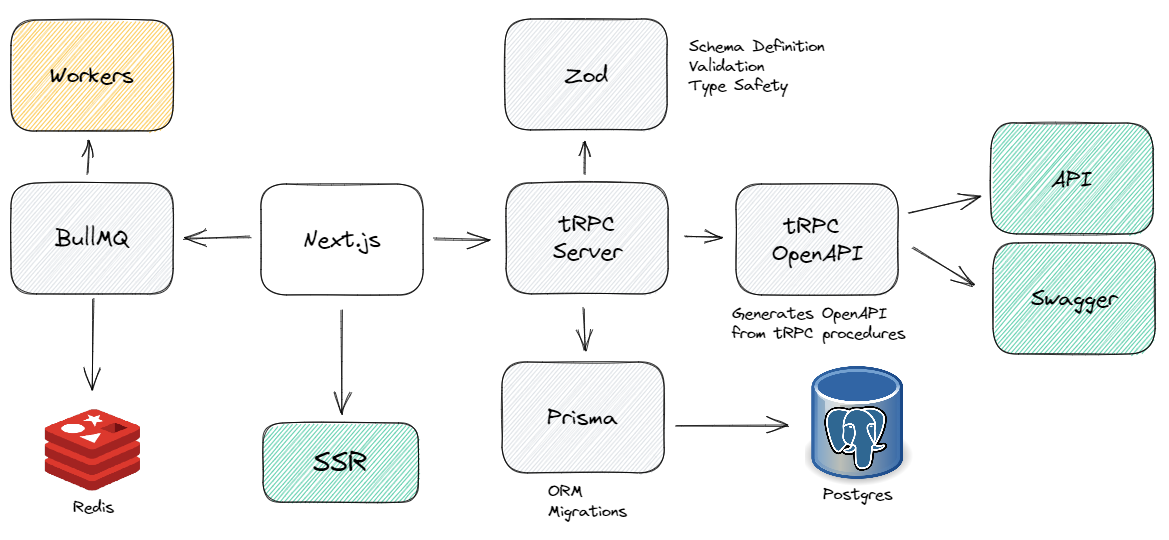 Workers
Zod
Schema Definition
Validation
Type Safety
BullMQ
Next.js
tRPC
Server
tRPC
OpenAPI
API
Swagger
Generates OpenAPI
from tRPC procedures
Prisma
SSR
Redis
ORM
Migrations
Postgres